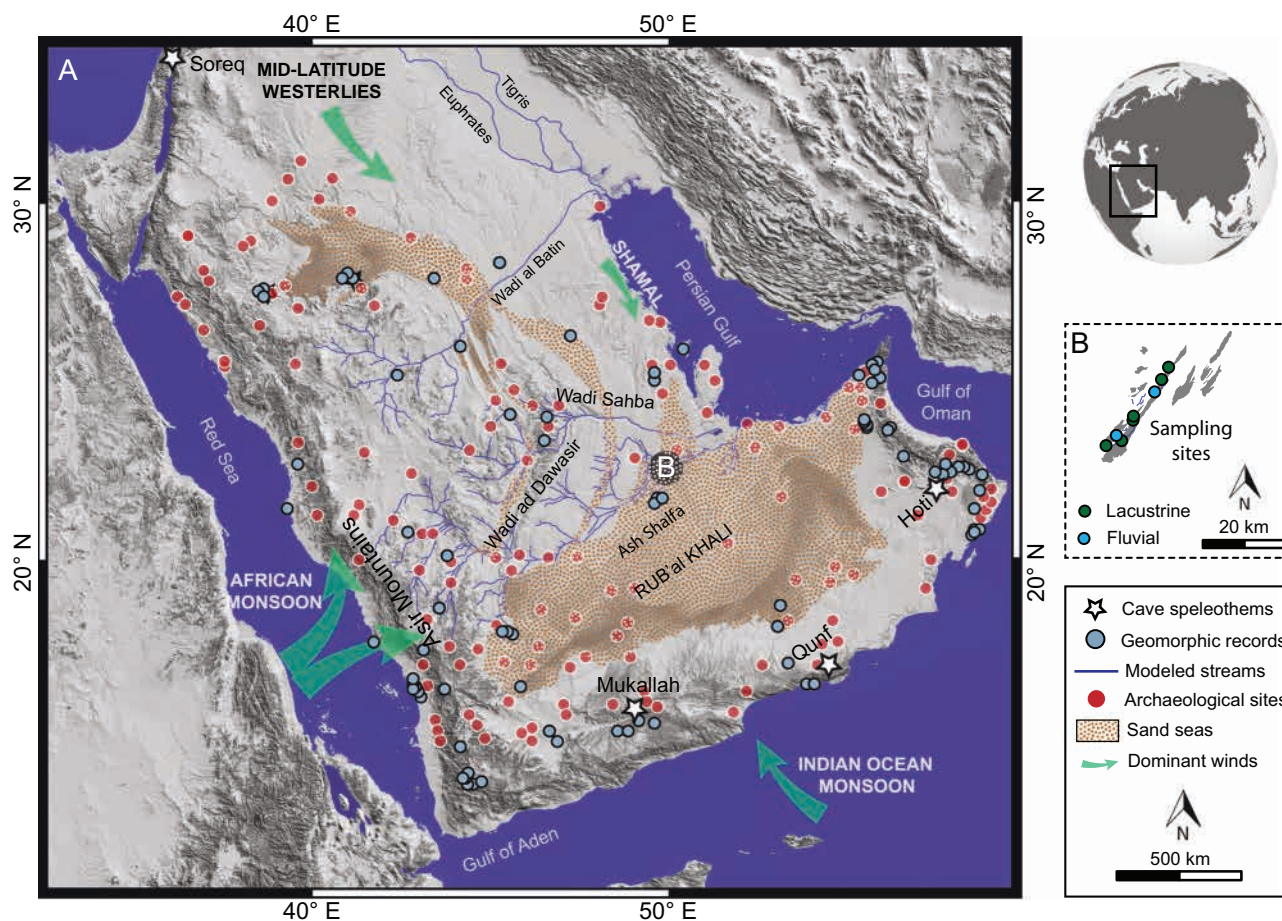 40° E
50° E
A
Soreq
MID-LATITUDE
WESTERLIES
Tigris
Euphrates
30° N
30° N
Wadi al Batin
SHAMAL
Persian Gulf
Gulf of
Oman
Red Sea
Wadi Sahba
Wadi ad Dawasir
B
Ash Shalfa
RUB'al KHALI
Hoti
20° N
20° N
Asir Mountains
AFRICAN
MONSOON
Qunf
Mukallah
INDIAN OCEAN
MONSOON
Gulf of Aden
40° E
50° E
B
Sampling
sites
N
Lacustrine
Fluvial
20 km
Cave speleothems
Geomorphic records
Modeled streams
Archaeological sites
Sand seas
Dominant winds
N
500 km